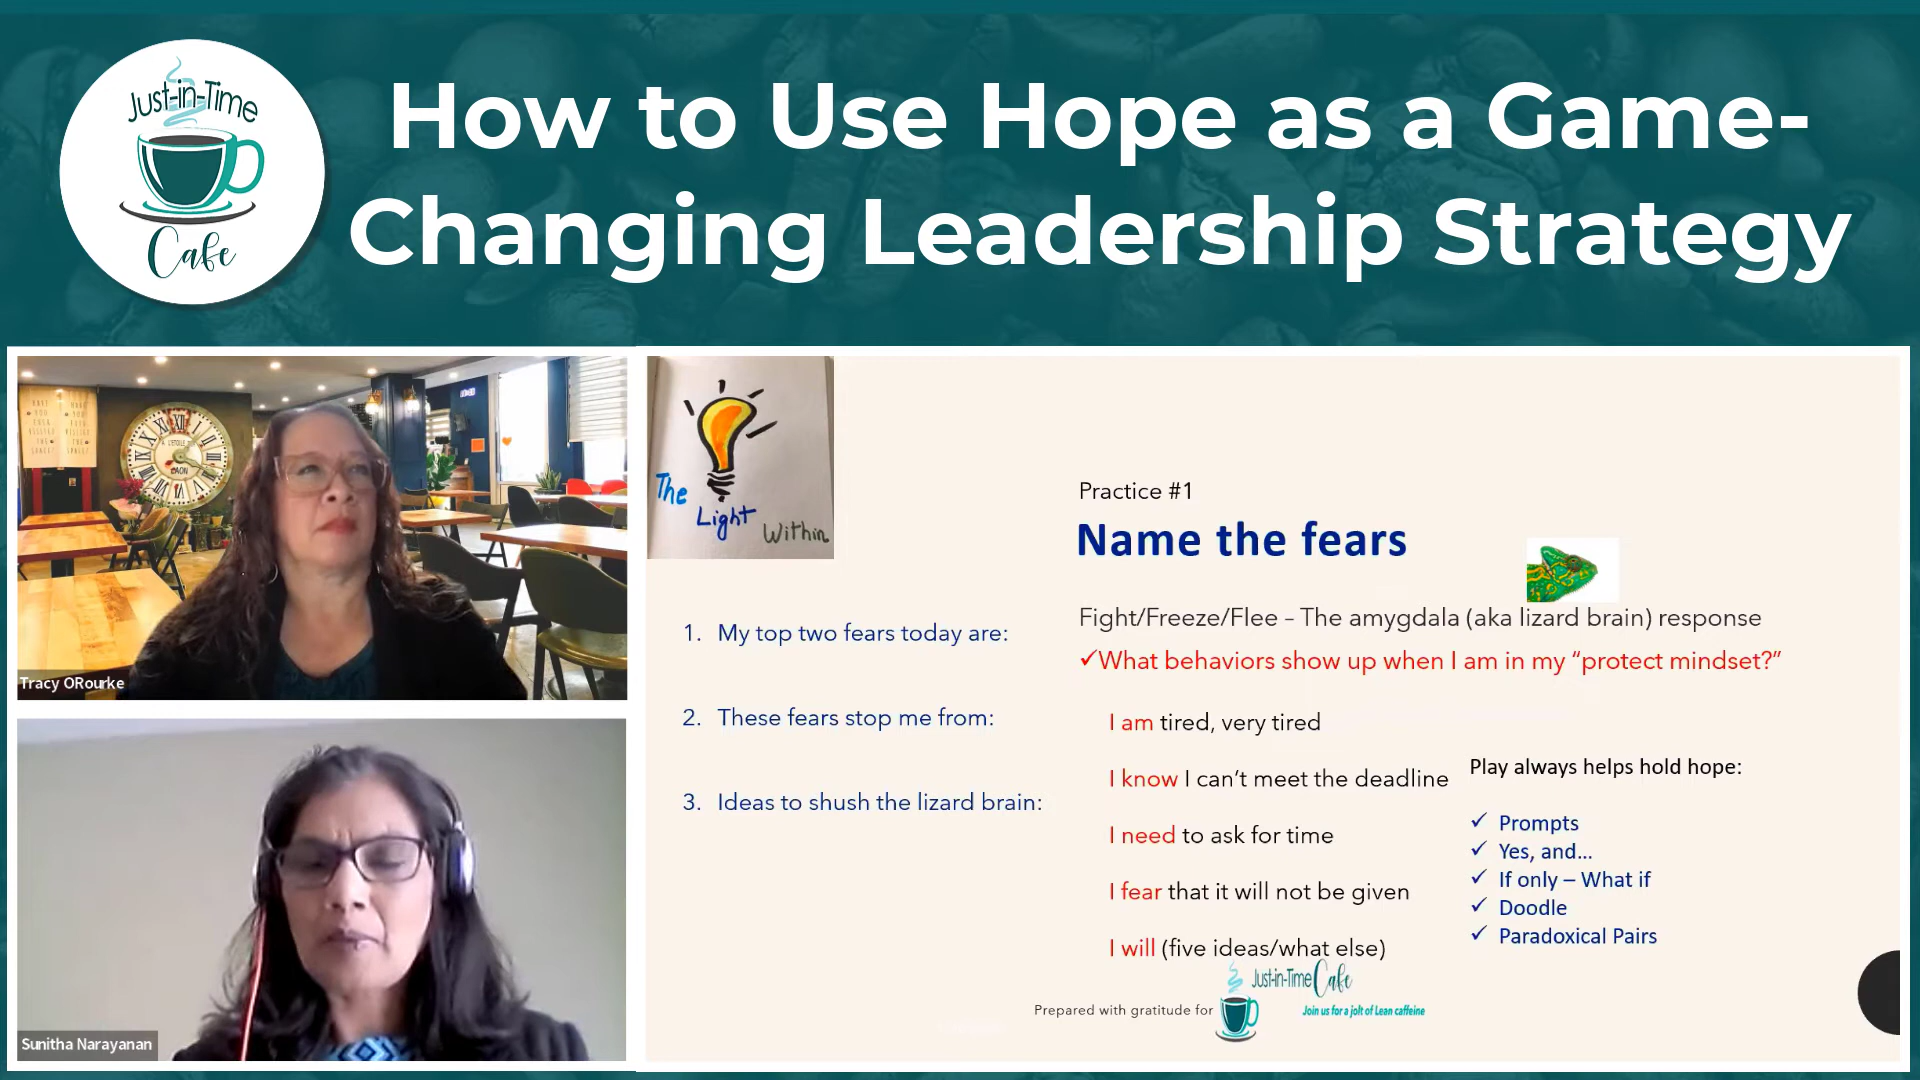 Just-in-Time
Cafe
How to Use Hope as a Game-
Changing Leadership Strategy
Tracy ORourke
Sunitha Narayanan
The
Light
Within
1. My top two fears today are:
2. These fears stop me from:
3. Ideas to shush the lizard brain:
Practice #1
Name the fears
Fight/Freeze/Flee – The amygdala (aka lizard brain) response
✓What behaviors show up when I am in my “protect mindset?”
I am tired, very tired
I know I can’t meet the deadline
I need to ask for time
I fear that it will not be given
I will (five ideas/what else)
Play always helps hold hope:
✓ Prompts
✓ Yes, and...
✓ If only – What if
✓ Doodle
✓ Paradoxical Pairs
Prepared with gratitude for
Just-in-Time Cafe
Join us for a jolt of Lean caffeine